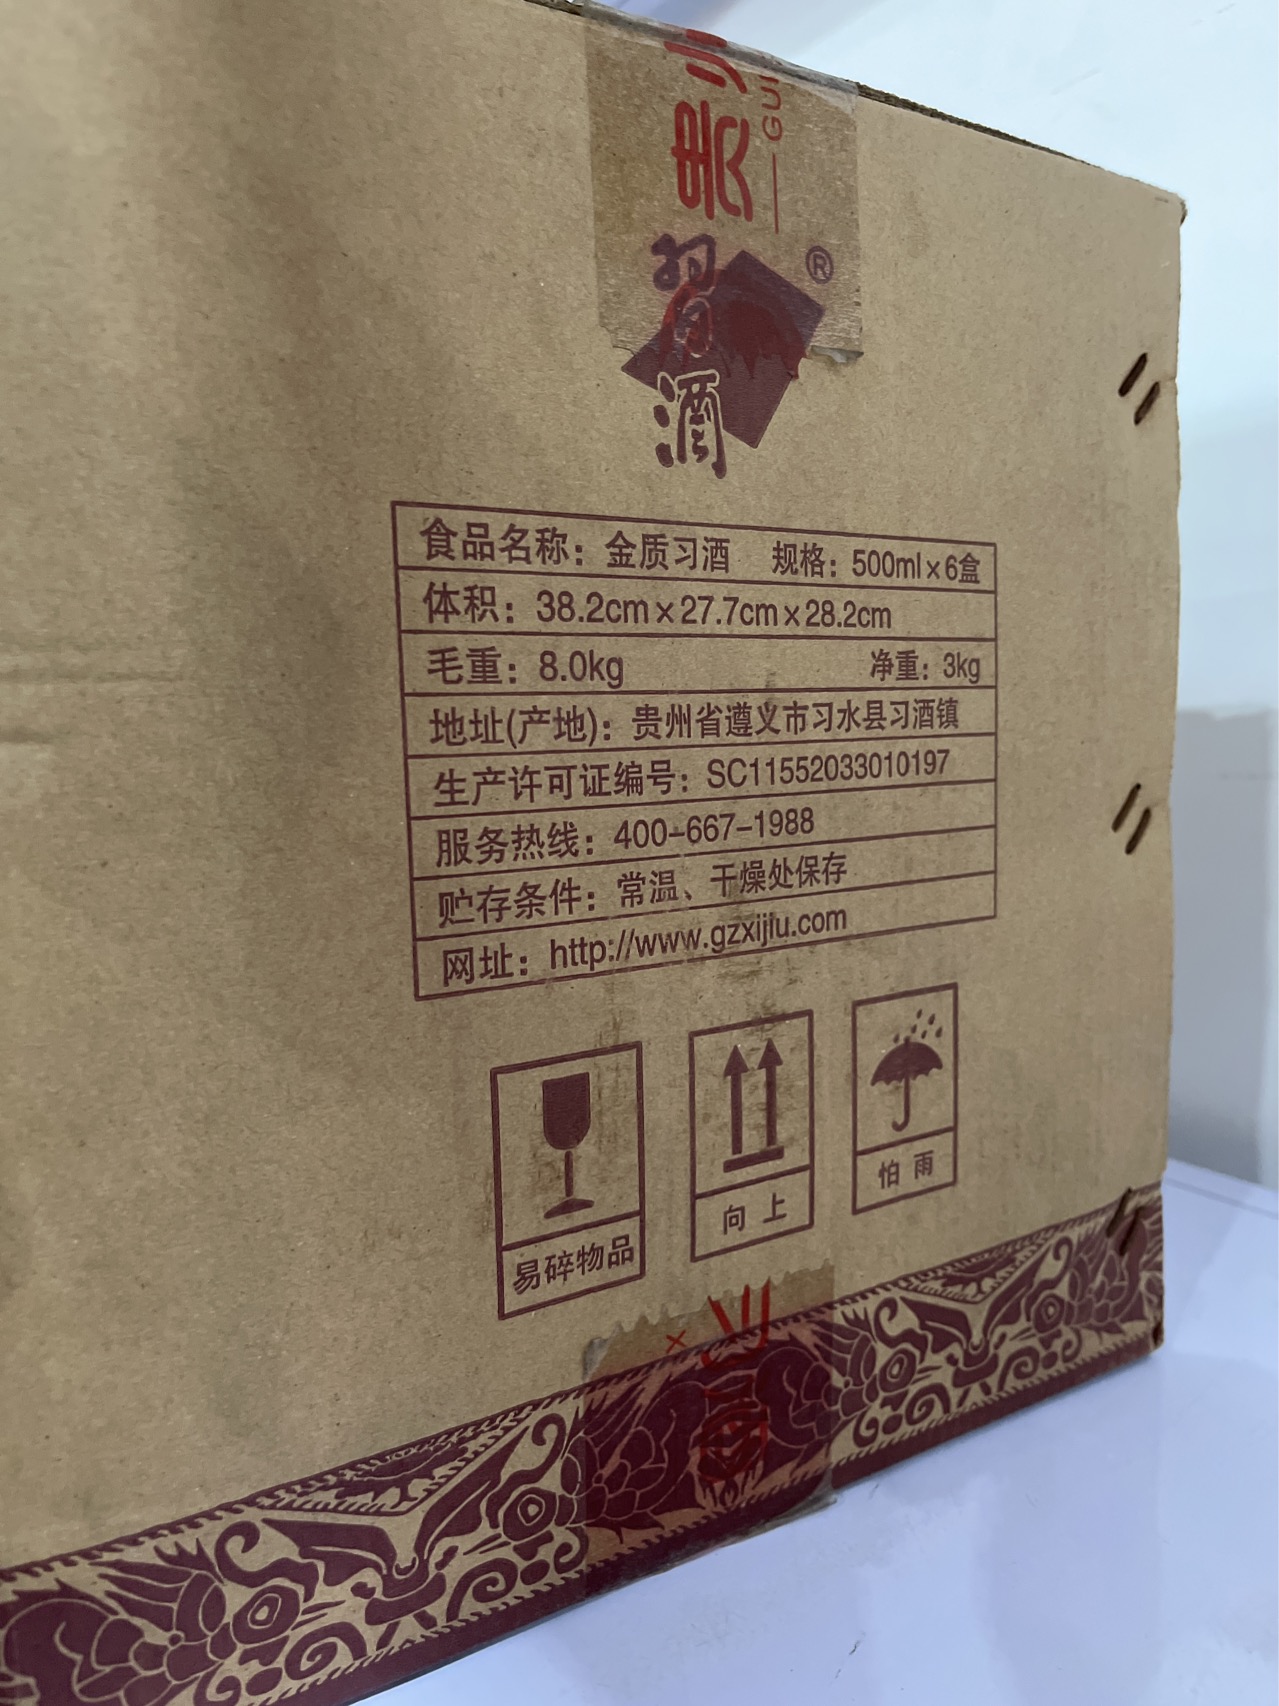 贵州
GUI
習酒®
食品名称：金质习酒 规格：500ml×6盒
体积：38.2cm×27.7cm×28.2cm
毛重：8.0kg 净重：3kg
地址(产地)：贵州省遵义市习水县习酒镇
生产许可证编号：SC11552033010197
服务热线：400-667-1988
贮存条件：常温、干燥处保存
网址：http://www.gzxijiu.com
易碎物品
向上
怕雨